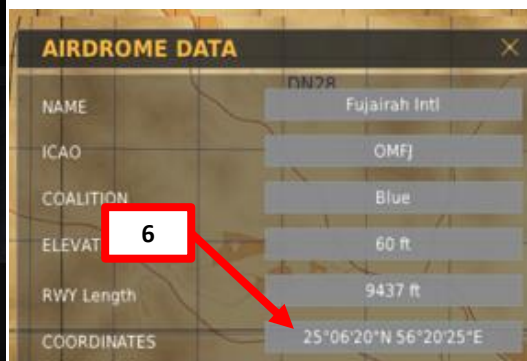 AIRDROME DATA ×
DN28
NAME Fujairah Intl
ICAO OMFJ
COALITION Blue
6
ELEVAT 60 ft
RWY Length 9437 ft
COORDINATES 25°06'20"N 56°20'25"E